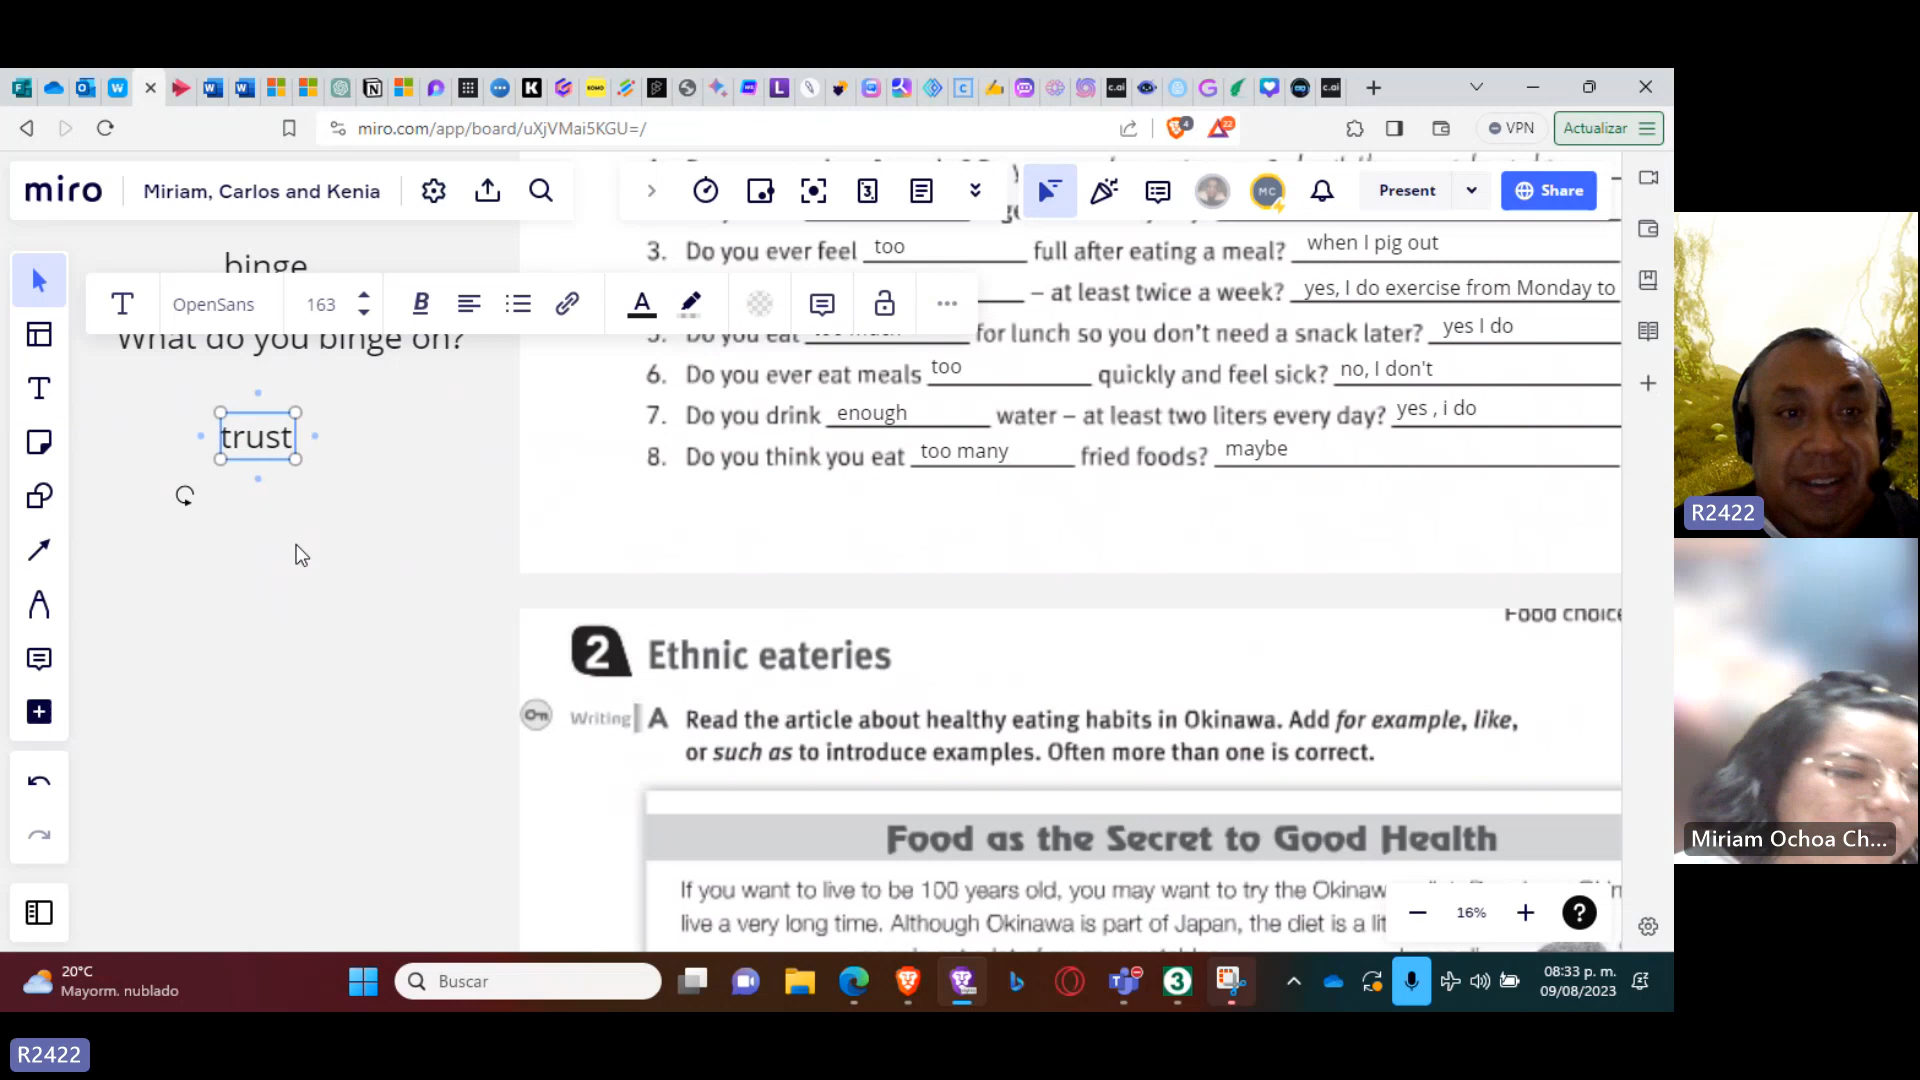 miro.com/app/board/uXjVMai5KGU=/
VPN
Actualizar
miro
Miriam, Carlos and Kenia
MC
Present
Share
binge
OpenSans
163
What do you binge on?
trust
3. Do you ever feel too full after eating a meal? when I pig out
– at least twice a week? yes, I do exercise from Monday to
5. Do you eat too much for lunch so you don't need a snack later? yes I do
6. Do you ever eat meals too quickly and feel sick? no, I don't
7. Do you drink enough water – at least two liters every day? yes , i do
8. Do you think you eat too many fried foods? maybe
Food choice
2 Ethnic eateries
Writing A Read the article about healthy eating habits in Okinawa. Add for example, like,
or such as to introduce examples. Often more than one is correct.
Food as the Secret to Good Health
If you want to live to be 100 years old, you may want to try the Okinaw
live a very long time. Although Okinawa is part of Japan, the diet is a lit
16%
R2422
Miriam Ochoa Ch...
20°C
Mayorm. nublado
Buscar
08:33 p. m.
09/08/2023
R2422